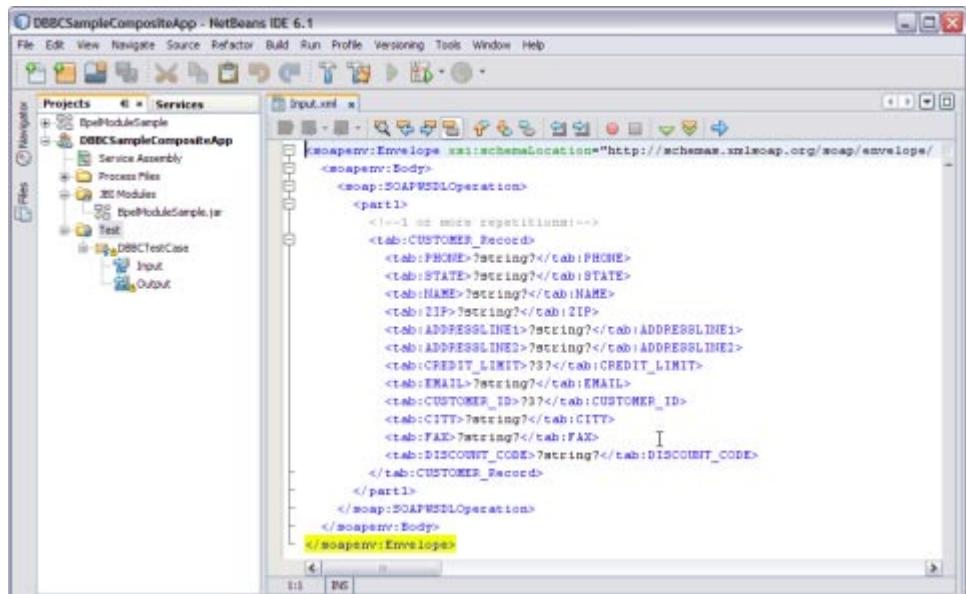 DBBCSampleCompositeApp - NetBeans IDE 6.1
File Edit View Navigate Source Refactor Build Run Profile Versioning Tools Window Help
Projects Services
Input.xml
Navigator
Files
BpelModuleSample
DBBCSampleCompositeApp
Service Assembly
Process Files
JBI Modules
BpelModuleSample.jar
Test
DBBCTestCase
Input
Output
<soapenv:Envelope xsi:schemaLocation="http://schemas.xmlsoap.org/soap/envelope/
<soapenv:Body>
<soap:SOAPWSDLOperation>
<part1>
<!--1 or more repetitions:-->
<tab:CUSTOMER_Record>
<tab:PHONE>?string?</tab:PHONE>
<tab:STATE>?string?</tab:STATE>
<tab:NAME>?string?</tab:NAME>
<tab:ZIP>?string?</tab:ZIP>
<tab:ADDRESSLINE1>?string?</tab:ADDRESSLINE1>
<tab:ADDRESSLINE2>?string?</tab:ADDRESSLINE2>
<tab:CREDIT_LIMIT>?3?</tab:CREDIT_LIMIT>
<tab:EMAIL>?string?</tab:EMAIL>
<tab:CUSTOMER_ID>?3?</tab:CUSTOMER_ID>
<tab:CITY>?string?</tab:CITY>
<tab:FAX>?string?</tab:FAX>
<tab:DISCOUNT_CODE>?string?</tab:DISCOUNT_CODE>
</tab:CUSTOMER_Record>
</part1>
</soap:SOAPWSDLOperation>
</soapenv:Body>
</soapenv:Envelope>
1:1 INS